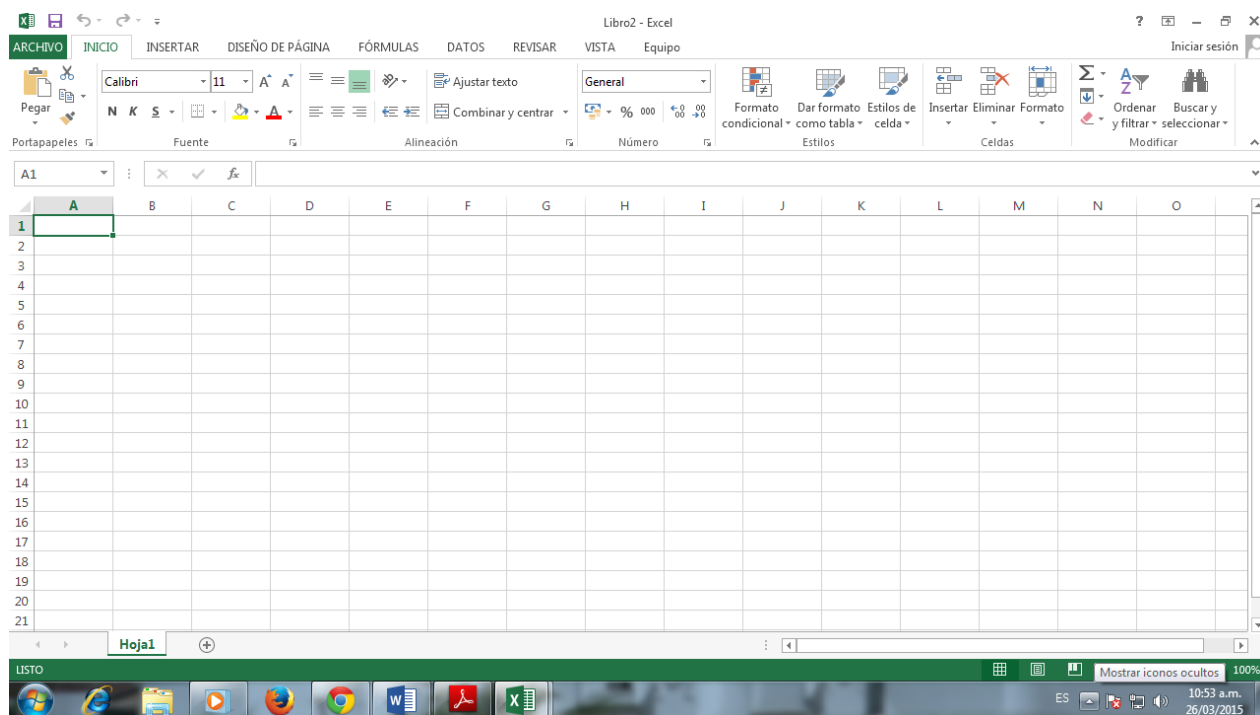 Libro2 - Excel
?
ARCHIVO INICIO INSERTAR DISEÑO DE PÁGINA FÓRMULAS DATOS REVISAR VISTA Equipo Iniciar sesión
Pegar
Calibri 11 A A
N K S A
Ajustar texto
Combinar y centrar
General
% 000
Formato condicional
Dar formato como tabla
Estilos de celda
Insertar Eliminar Formato
Σ
Ordenar y filtrar
Buscar y seleccionar
Portapapeles Fuente Alineación Número Estilos Celdas Modificar
A1 fx
A B C D E F G H I J K L M N O
1
2
3
4
5
6
7
8
9
10
11
12
13
14
15
16
17
18
19
20
21
Hoja1
LISTO 100%
Mostrar iconos ocultos
ES 10:53 a.m.
26/03/2015